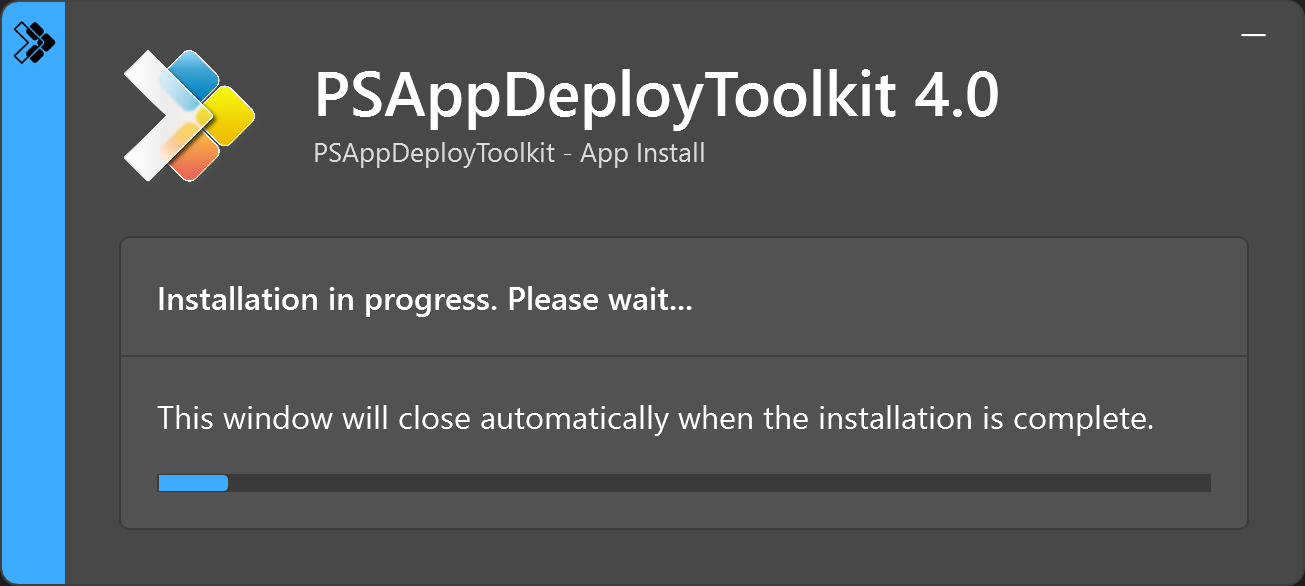 PSAppDeployToolkit 4.0
PSAppDeployToolkit - App Install
Installation in progress. Please wait...
This window will close automatically when the installation is complete.